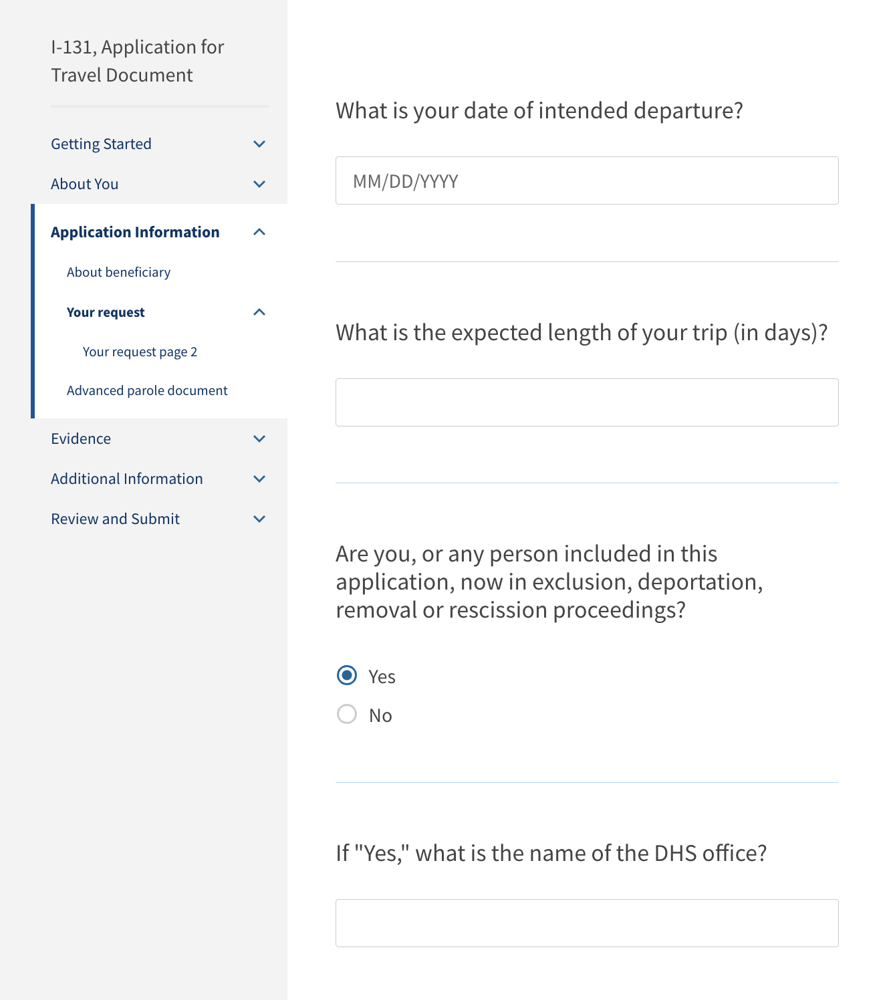 I-131, Application for
Travel Document
Getting Started
About You
Application Information
About beneficiary
Your request
Your request page 2
Advanced parole document
Evidence
Additional Information
Review and Submit
What is your date of intended departure?
MM/DD/YYYY
What is the expected length of your trip (in days)?
Are you, or any person included in this
application, now in exclusion, deportation,
removal or rescission proceedings?
Yes
No
If "Yes," what is the name of the DHS office?